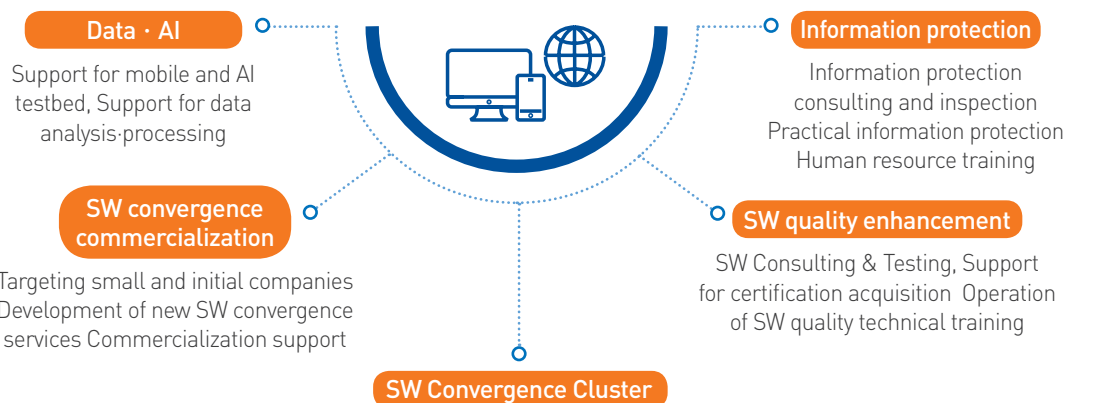 Data · AI
Support for mobile and AI
testbed, Support for data
analysis·processing
SW convergence
commercialization
Targeting small and initial companies
Development of new SW convergence
services Commercialization support
SW Convergence Cluster
Information protection
Information protection
consulting and inspection
Practical information protection
Human resource training
SW quality enhancement
SW Consulting & Testing, Support
for certification acquisition Operation
of SW quality technical training